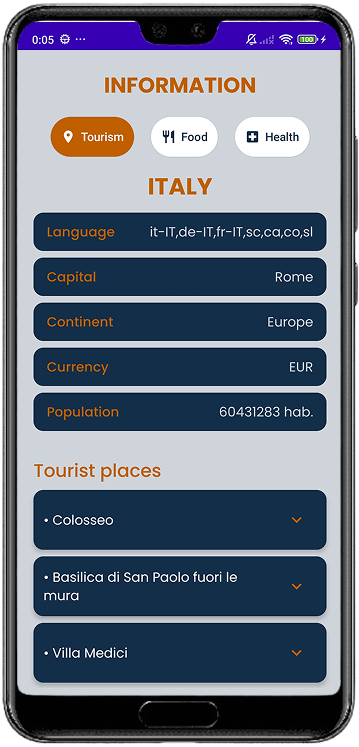 0:05 ...
100
INFORMATION
Tourism Food Health
ITALY
Language it-IT,de-IT,fr-IT,sc,ca,co,sl
Capital Rome
Continent Europe
Currency EUR
Population 60431283 hab.
Tourist places
• Colosseo
• Basilica di San Paolo fuori le
mura
• Villa Medici